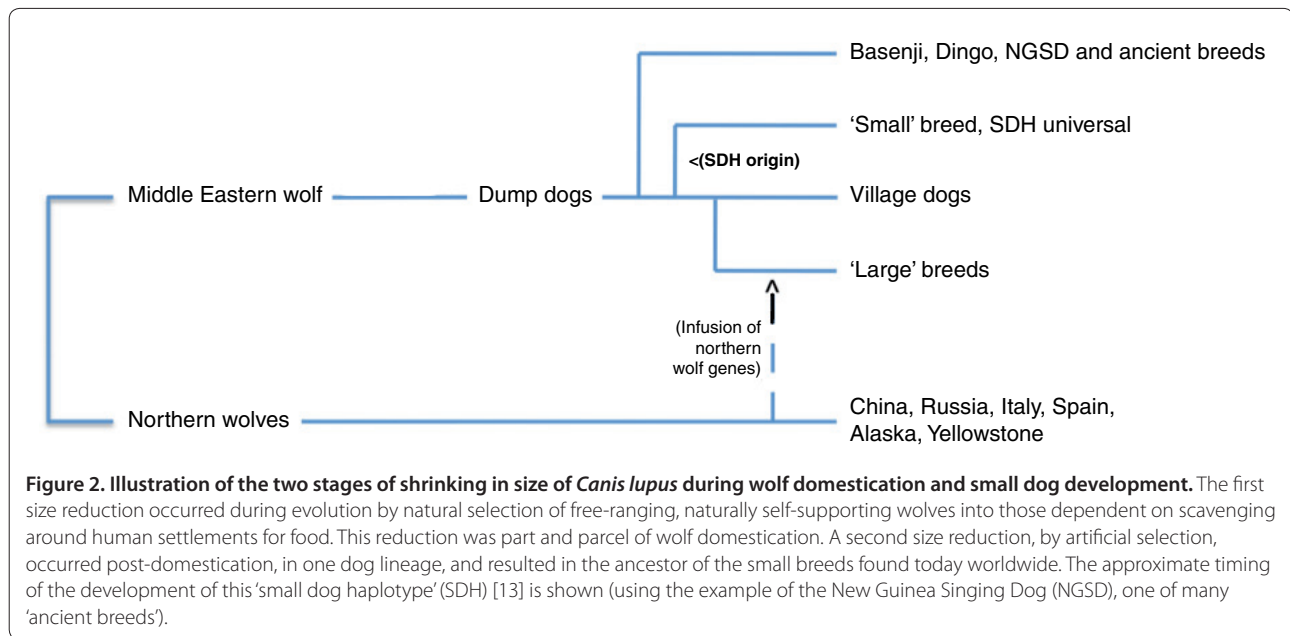 Basenji, Dingo, NGSD and ancient breeds
‘Small’ breed, SDH universal
<(SDH origin)
Middle Eastern wolf
Dump dogs
Village dogs
‘Large’ breeds
(Infusion of
northern
wolf genes)
Northern wolves
China, Russia, Italy, Spain,
Alaska, Yellowstone
Figure 2. Illustration of the two stages of shrinking in size of Canis lupus during wolf domestication and small dog development. The first
size reduction occurred during evolution by natural selection of free-ranging, naturally self-supporting wolves into those dependent on scavenging
around human settlements for food. This reduction was part and parcel of wolf domestication. A second size reduction, by artificial selection,
occurred post-domestication, in one dog lineage, and resulted in the ancestor of the small breeds found today worldwide. The approximate timing
of the development of this ‘small dog haplotype’ (SDH) [13] is shown (using the example of the New Guinea Singing Dog (NGSD), one of many
‘ancient breeds’).